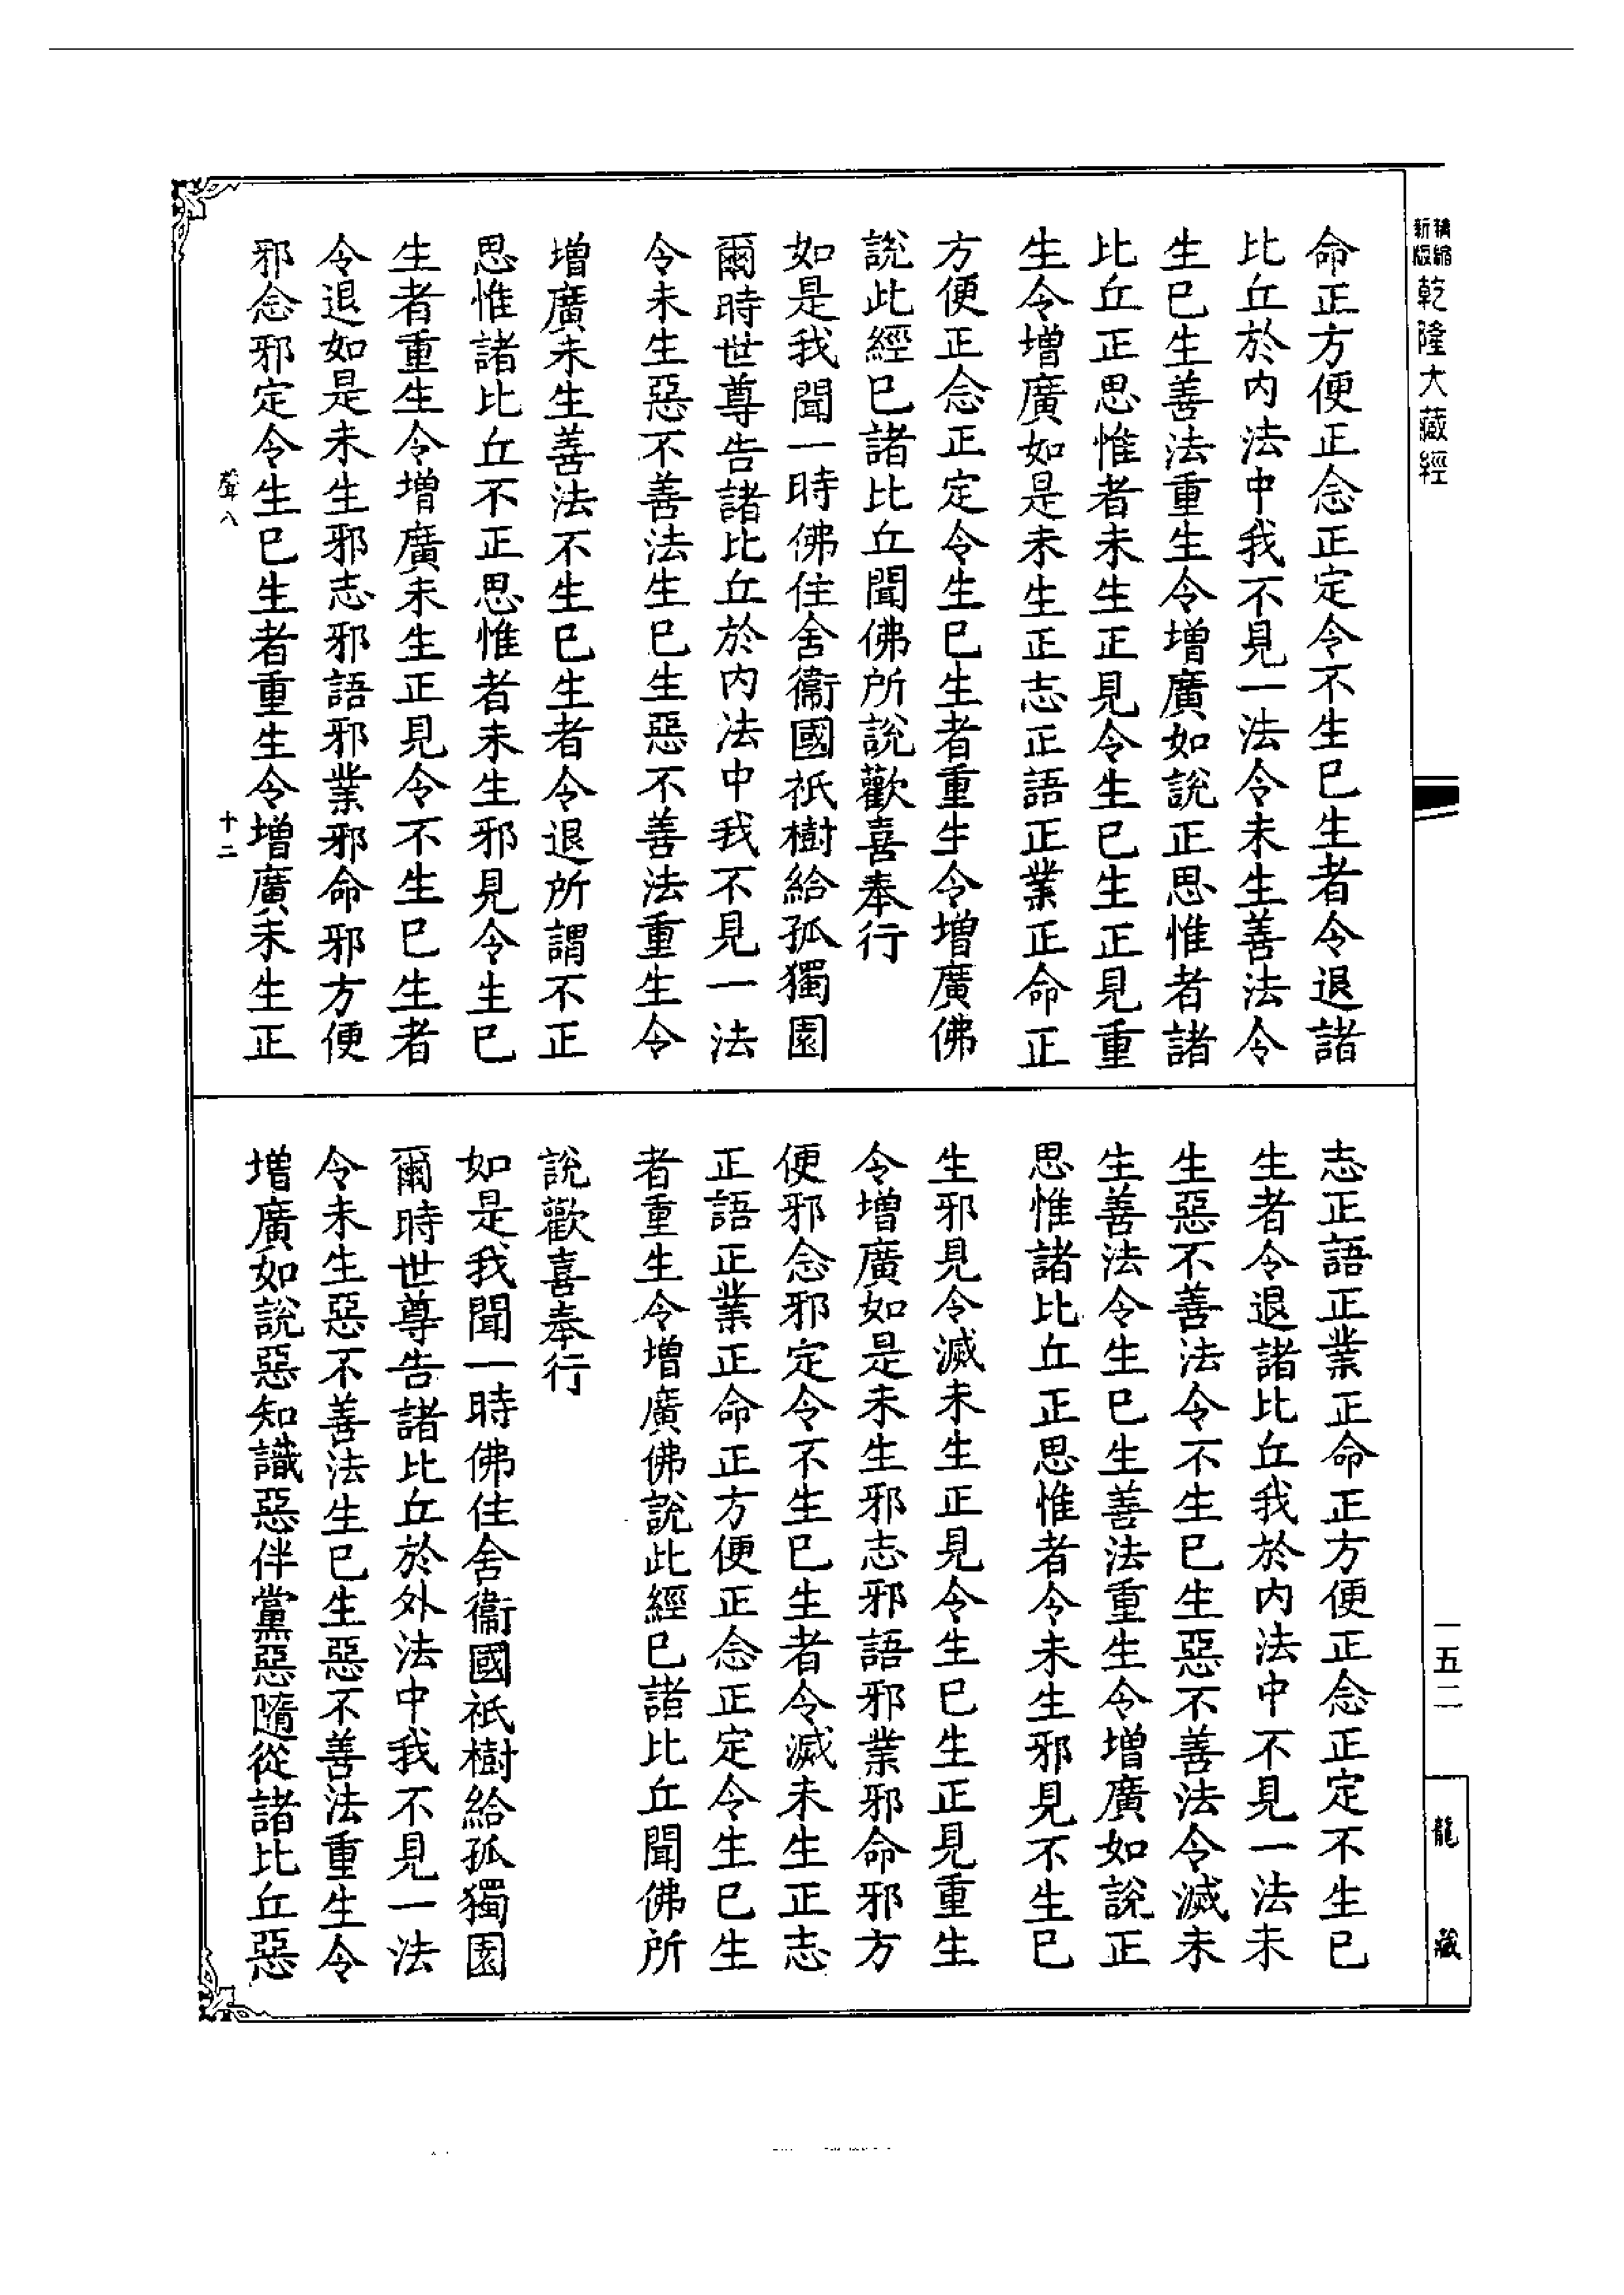 精縮
新版
乾隆大藏經
命正方便正念正定令不生已生者令退諸
比丘於內法中我不見一法令未生善法令
生已生善法重生令增廣如說正思惟者諸
比丘正思惟者未生正見令生已生正見重
生令增廣如是未生正志正語正業正命正
方便正念正定令生已生者重生令增廣佛
說此經已諸比丘聞佛所說歡喜奉行
如是我聞一時佛住舍衞國祇樹給孤獨園
爾時世尊告諸比丘於內法中我不見一法
令未生惡不善法生已生惡不善法重生令
增廣未生善法不生已生者令退所謂不正
思惟諸比丘不正思惟者未生邪見令生已
生者重生令增廣未生正見令不生已生者
令退如是未生邪志邪語邪業邪命邪方便
邪念邪定令生已生者重生令增廣未生正
聲八
十二
志正語正業正命正方便正念正定不生已
生者令退諸比丘我於內法中不見一法未
生惡不善法令不生已生惡不善法令滅未
生善法令生已生善法重生令增廣如說正
思惟諸比丘正思惟者令未生邪見不生已
生邪見令滅未生正見令生已生正見重生
令增廣如是未生邪志邪語邪業邪命邪方
便邪念邪定令不生已生者令滅未生正志
正語正業正命正方便正念正定令生已生
者重生令增廣佛說此經已諸比丘聞佛所
說歡喜奉行
如是我聞一時佛住舍衞國祇樹給孤獨園
爾時世尊告諸比丘於外法中我不見一法
令未生惡不善法生已生惡不善法重生令
增廣如說惡知識惡伴黨惡隨從諸比丘惡
一五二
龍藏